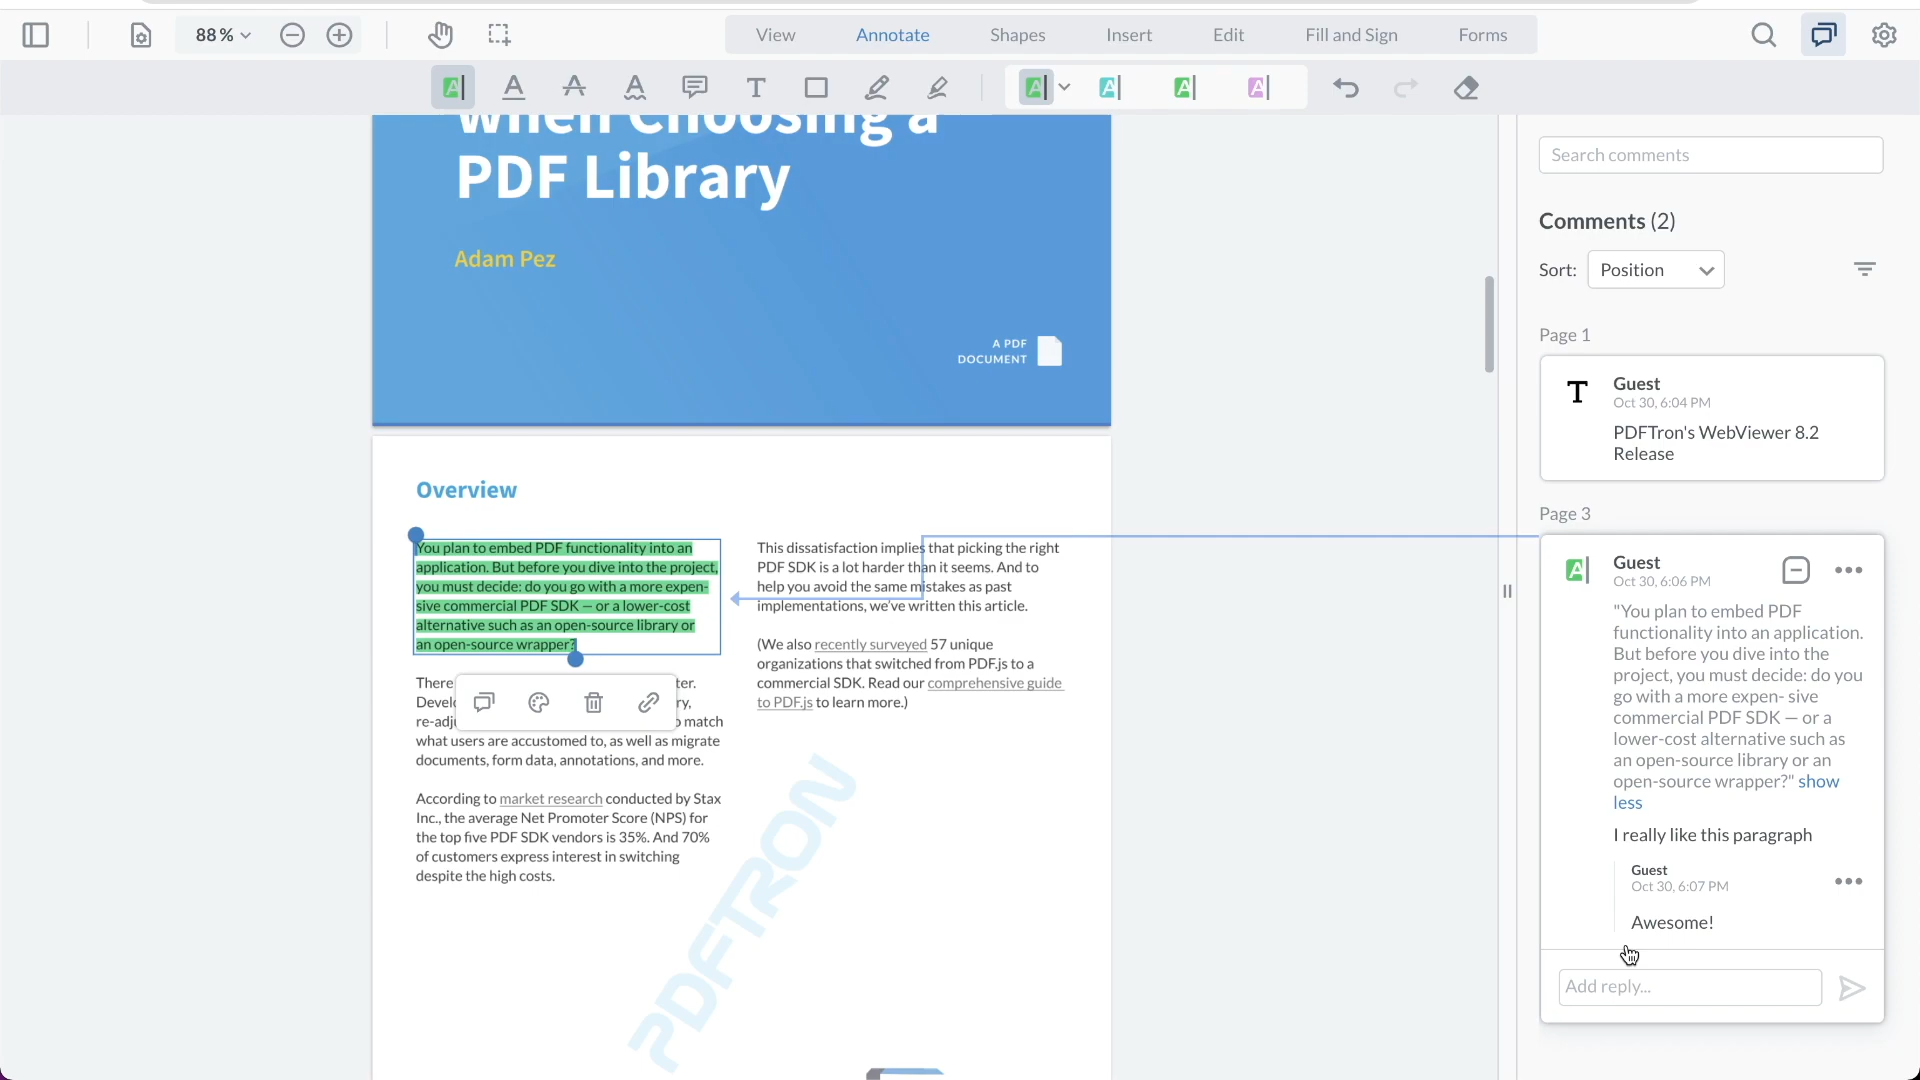 88%
View Annotate Shapes Insert Edit Fill and Sign Forms
when Choosing a
PDF Library
Adam Pez
A PDF
DOCUMENT
Overview
You plan to embed PDF functionality into an
application. But before you dive into the project,
you must decide: do you go with a more expen-
sive commercial PDF SDK — or a lower-cost
alternative such as an open-source library or
an open-source wrapper?
There ter.
Develo ry,
re-adju o match
what users are accustomed to, as well as migrate
documents, form data, annotations, and more.
According to market research conducted by Stax
Inc., the average Net Promoter Score (NPS) for
the top five PDF SDK vendors is 35%. And 70%
of customers express interest in switching
despite the high costs.
This dissatisfaction implies that picking the right
PDF SDK is a lot harder than it seems. And to
help you avoid the same mistakes as past
implementations, we've written this article.
(We also recently surveyed 57 unique
organizations that switched from PDF.js to a
commercial SDK. Read our comprehensive guide
to PDF.js to learn more.)
PDFTRON
Search comments
Comments (2)
Sort: Position
Page 1
Guest
Oct 30, 6:04 PM
PDFTron's WebViewer 8.2
Release
Page 3
Guest
Oct 30, 6:06 PM
"You plan to embed PDF
functionality into an application.
But before you dive into the
project, you must decide: do you
go with a more expen- sive
commercial PDF SDK — or a
lower-cost alternative such as
an open-source library or an
open-source wrapper?" show
less
I really like this paragraph
Guest
Oct 30, 6:07 PM
Awesome!
Add reply...